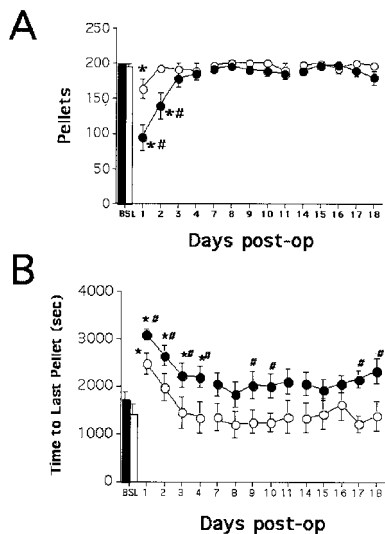 A
250
200
150
100
50
0
Pellets
*
*#
*#
BSL 1 2 3 4 7 8 9 10 11 14 15 16 17 18
Days post-op
B
4000
3000
2000
1000
0
Time to Last Pellet (sec)
* *# *# *# *# # # # #
BSL 1 2 3 4 7 8 9 10 11 14 15 16 17 18
Days post-op